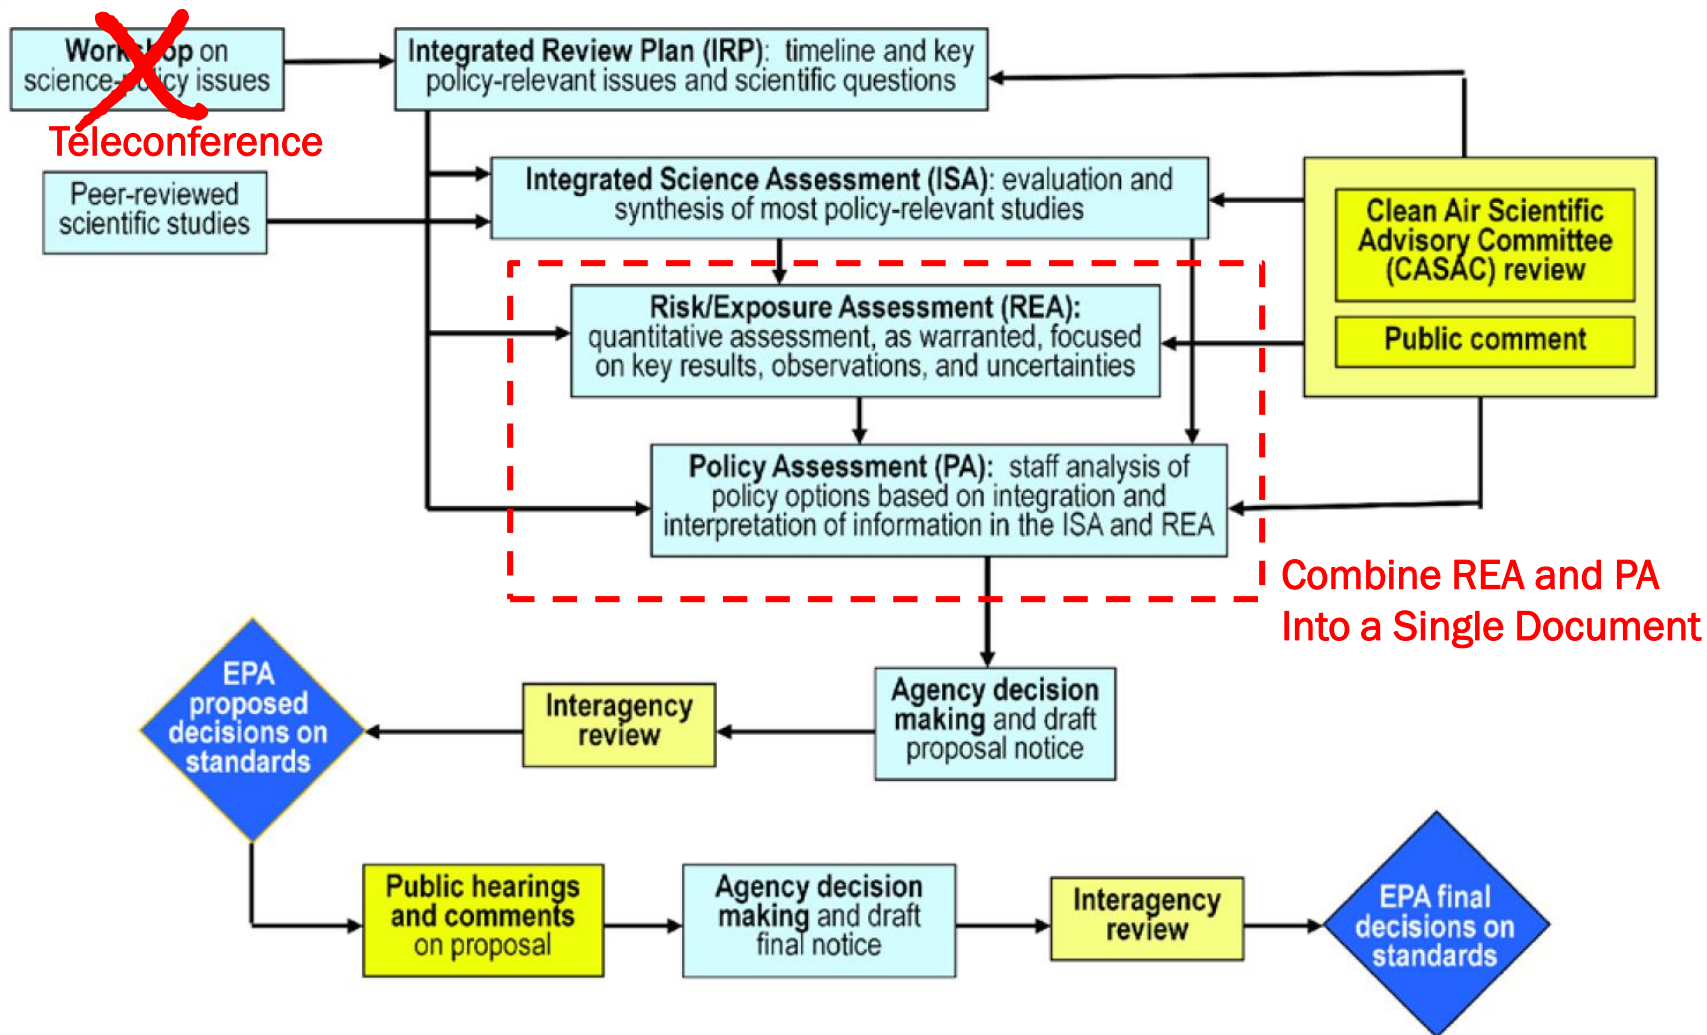 Workshop on
science-policy issues
Teleconference
Integrated Review Plan (IRP): timeline and key
policy-relevant issues and scientific questions
Peer-reviewed
scientific studies
Integrated Science Assessment (ISA): evaluation and
synthesis of most policy-relevant studies
Clean Air Scientific
Advisory Committee
(CASAC) review
Public comment
Risk/Exposure Assessment (REA):
quantitative assessment, as warranted, focused
on key results, observations, and uncertainties
Policy Assessment (PA): staff analysis of
policy options based on integration and
interpretation of information in the ISA and REA
Combine REA and PA
Into a Single Document
EPA
proposed
decisions on
standards
Interagency
review
Agency decision
making and draft
proposal notice
Public hearings
and comments
on proposal
Agency decision
making and draft
final notice
Interagency
review
EPA final
decisions on
standards